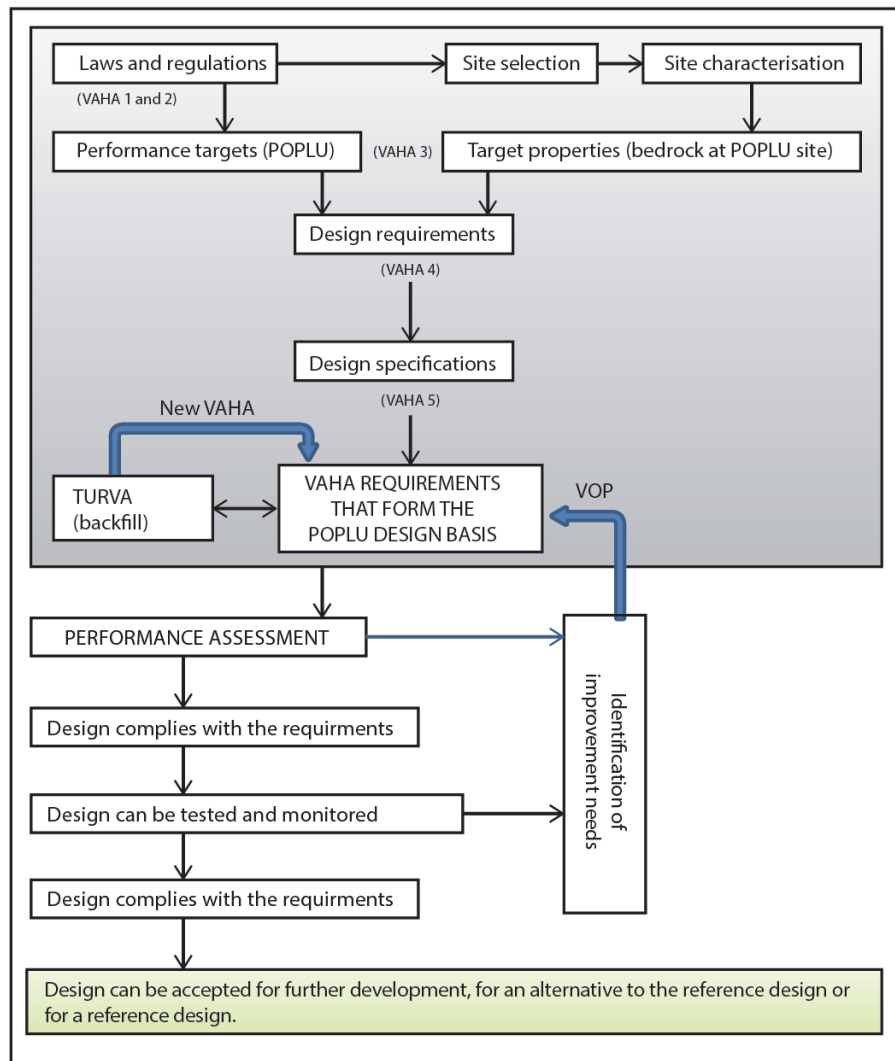 Laws and regulations
Site selection
Site characterisation
(VAHA 1 and 2)
Performance targets (POPLU)
(VAHA 3)
Target properties (bedrock at POPLU site)
Design requirements
(VAHA 4)
Design specifications
(VAHA 5)
New VAHA
TURVA
(backfill)
VAHA REQUIREMENTS
THAT FORM THE
POPLU DESIGN BASIS
VOP
PERFORMANCE ASSESSMENT
Identification of
improvement needs
Design complies with the requirments
Design can be tested and monitored
Design complies with the requirments
Design can be accepted for further development, for an alternative to the reference design or
for a reference design.